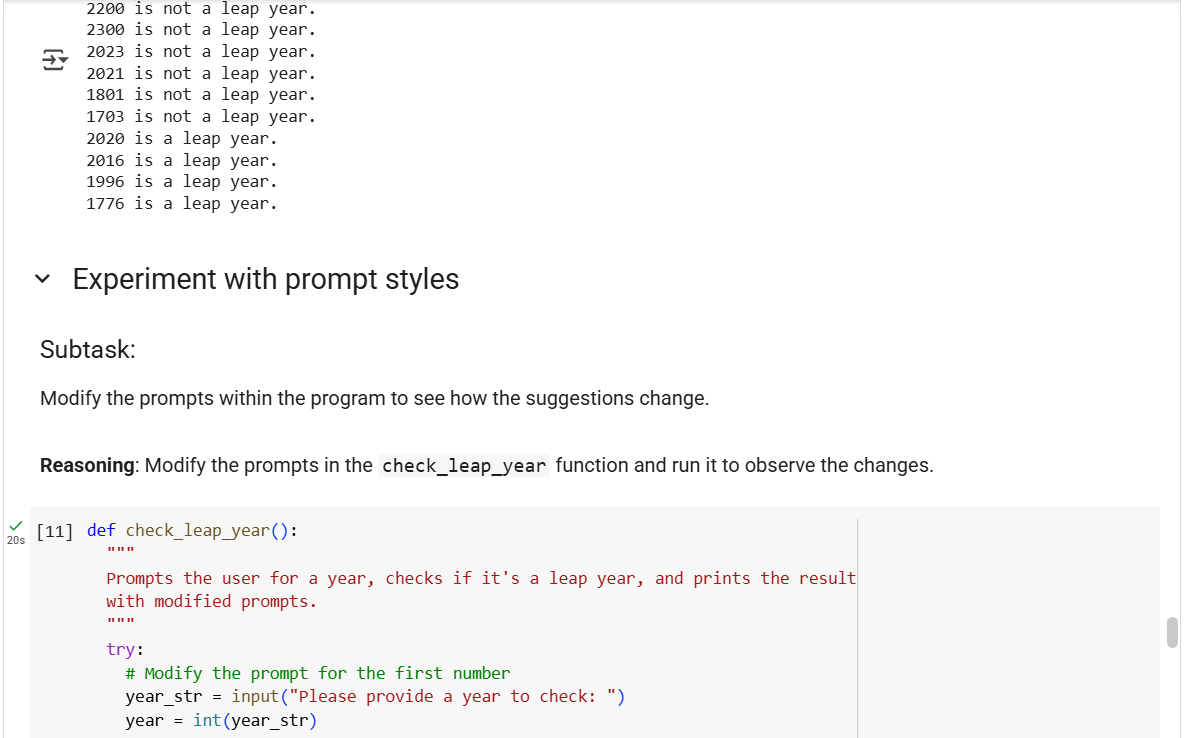 2200 is not a leap year.
2300 is not a leap year.
2023 is not a leap year.
2021 is not a leap year.
1801 is not a leap year.
1703 is not a leap year.
2020 is a leap year.
2016 is a leap year.
1996 is a leap year.
1776 is a leap year.
Experiment with prompt styles
Subtask:
Modify the prompts within the program to see how the suggestions change.
Reasoning: Modify the prompts in the check_leap_year function and run it to observe the changes.
20s
[11] def check_leap_year():
"""
Prompts the user for a year, checks if it's a leap year, and prints the result
with modified prompts.
"""
try:
# Modify the prompt for the first number
year_str = input("Please provide a year to check: ")
year = int(year_str)